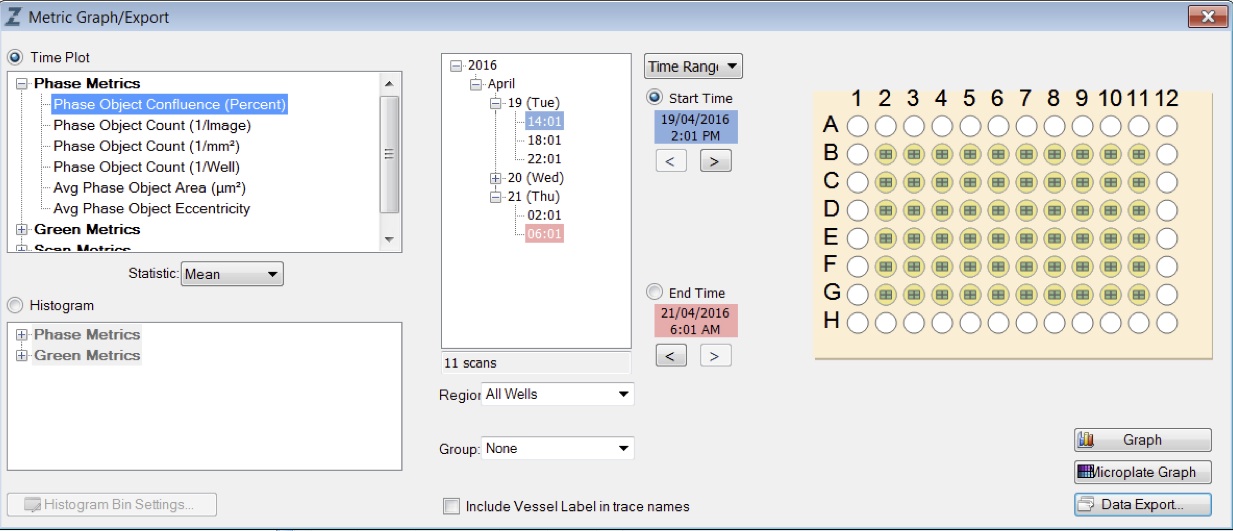 Metric Graph/Export
Time Plot
Phase Metrics
Phase Object Confluence (Percent)
Phase Object Count (1/Image)
Phase Object Count (1/mm²)
Phase Object Count (1/Well)
Avg Phase Object Area (µm²)
Avg Phase Object Eccentricity
Green Metrics
Scan Metrics
Statistic: Mean
Histogram
Phase Metrics
Green Metrics
Histogram Bin Settings...
2016
April
19 (Tue)
14:01
18:01
22:01
20 (Wed)
21 (Thu)
02:01
06:01
11 scans
Region All Wells
Group: None
Include Vessel Label in trace names
Time Rang
Start Time
19/04/2016
2:01 PM
< >
End Time
21/04/2016
6:01 AM
< >
1 2 3 4 5 6 7 8 9 10 11 12
A
B
C
D
E
F
G
H
Graph
Microplate Graph
Data Export...